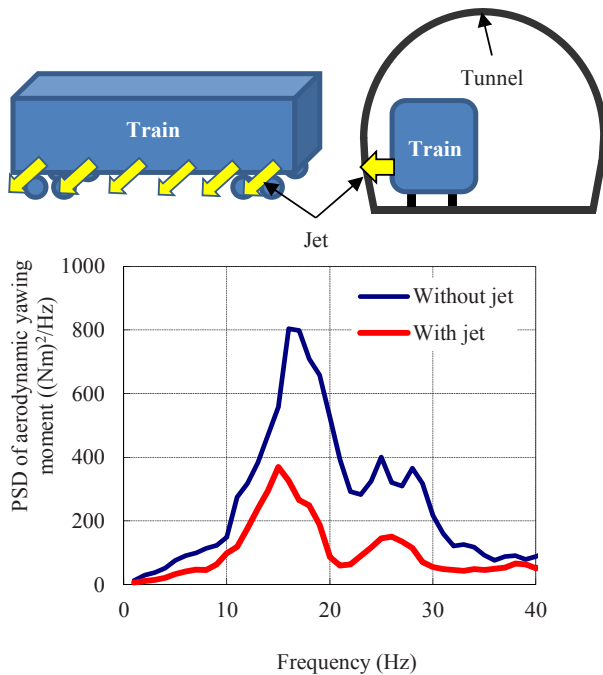 Tunnel
Train
Train
Jet
PSD of aerodynamic yawing
moment ((Nm)²/Hz)
1000
800
600
400
200
0
Without jet
With jet
0
10
20
30
40
Frequency (Hz)